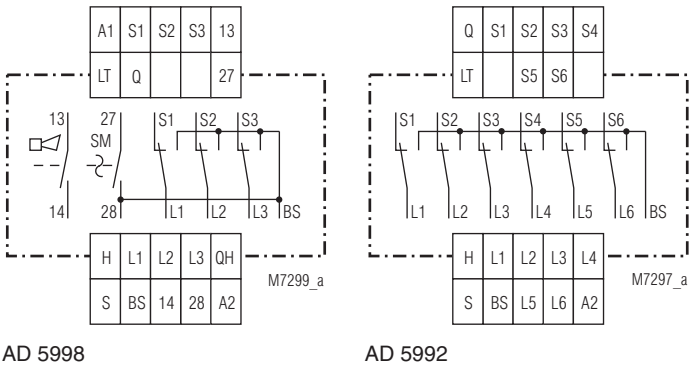 A1 S1 S2 S3 13
LT Q 27
13 27 S1 S2 S3
SM
14 28 L1 L2 L3 BS
H L1 L2 L3 QH
S BS 14 28 A2
M7299_a
AD 5998
Q S1 S2 S3 S4
LT S5 S6
S1 S2 S3 S4 S5 S6
L1 L2 L3 L4 L5 L6 BS
H L1 L2 L3 L4
S BS L5 L6 A2
M7297_a
AD 5992